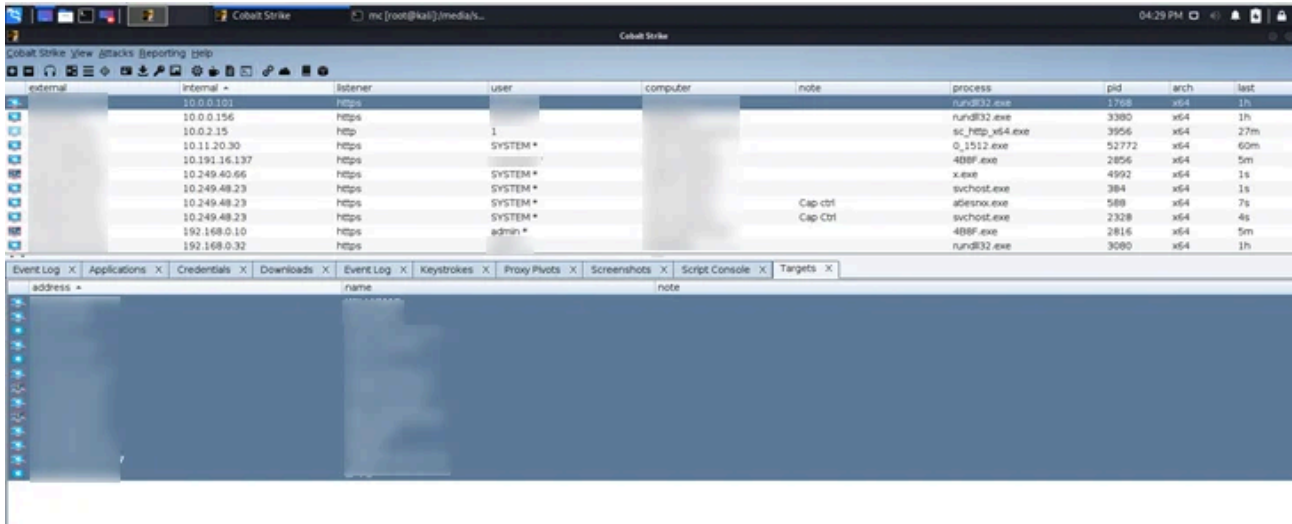 Cobalt Strike mc [root@kali]:/media/s... 04:29 PM
Cobalt Strike
Cobalt Strike View Attacks Reporting Help
external internal listener user computer note process pid arch last
10.0.0.101 https rundll32.exe 1768 x64 1h
10.0.0.156 https rundll32.exe 3380 x64 1h
10.0.2.15 http 1 sc_http_x64.exe 3956 x64 27m
10.11.20.30 https SYSTEM * 0_1512.exe 52772 x64 60m
10.191.16.137 https 4B8F.exe 2856 x64 5m
10.249.40.66 https SYSTEM * x.exe 4992 x64 1s
10.249.48.23 https SYSTEM * svchost.exe 384 x64 1s
10.249.48.23 https SYSTEM * Cap ctrl 588 x64 7s
10.249.48.23 https SYSTEM * Cap Ctrl svchost.exe 2328 x64 4s
192.168.0.10 https admin * 4B8F.exe 2816 x64 5m
192.168.0.32 https rundll32.exe 3080 x64 1h
Event Log X Applications X Credentials X Downloads X Event Log X Keystrokes X Proxy Pivots X Screenshots X Script Console X Targets X
address name note